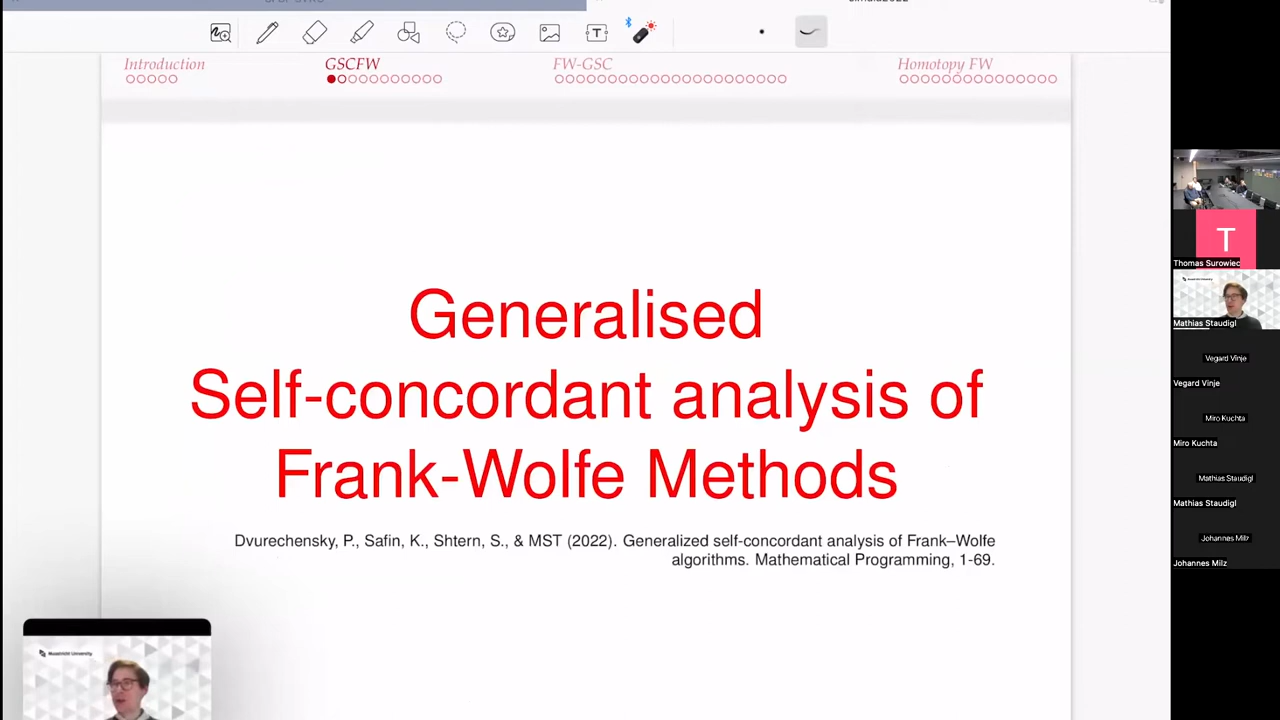 Introduction
GSCFW
FW-GSC
Homotopy FW
T
Generalised
Self-concordant analysis of
Frank-Wolfe Methods
Dvurechensky, P., Safin, K., Shtern, S., & MST (2022). Generalized self-concordant analysis of Frank–Wolfe
algorithms. Mathematical Programming, 1-69.
Maastricht University
T
Thomas Surowiec
Mathias Staudigl
Vegard Vinje
Vegard Vinje
Miro Kuchta
Miro Kuchta
Mathias Staudigl
Mathias Staudigl
Johannes Milz
Johannes Milz